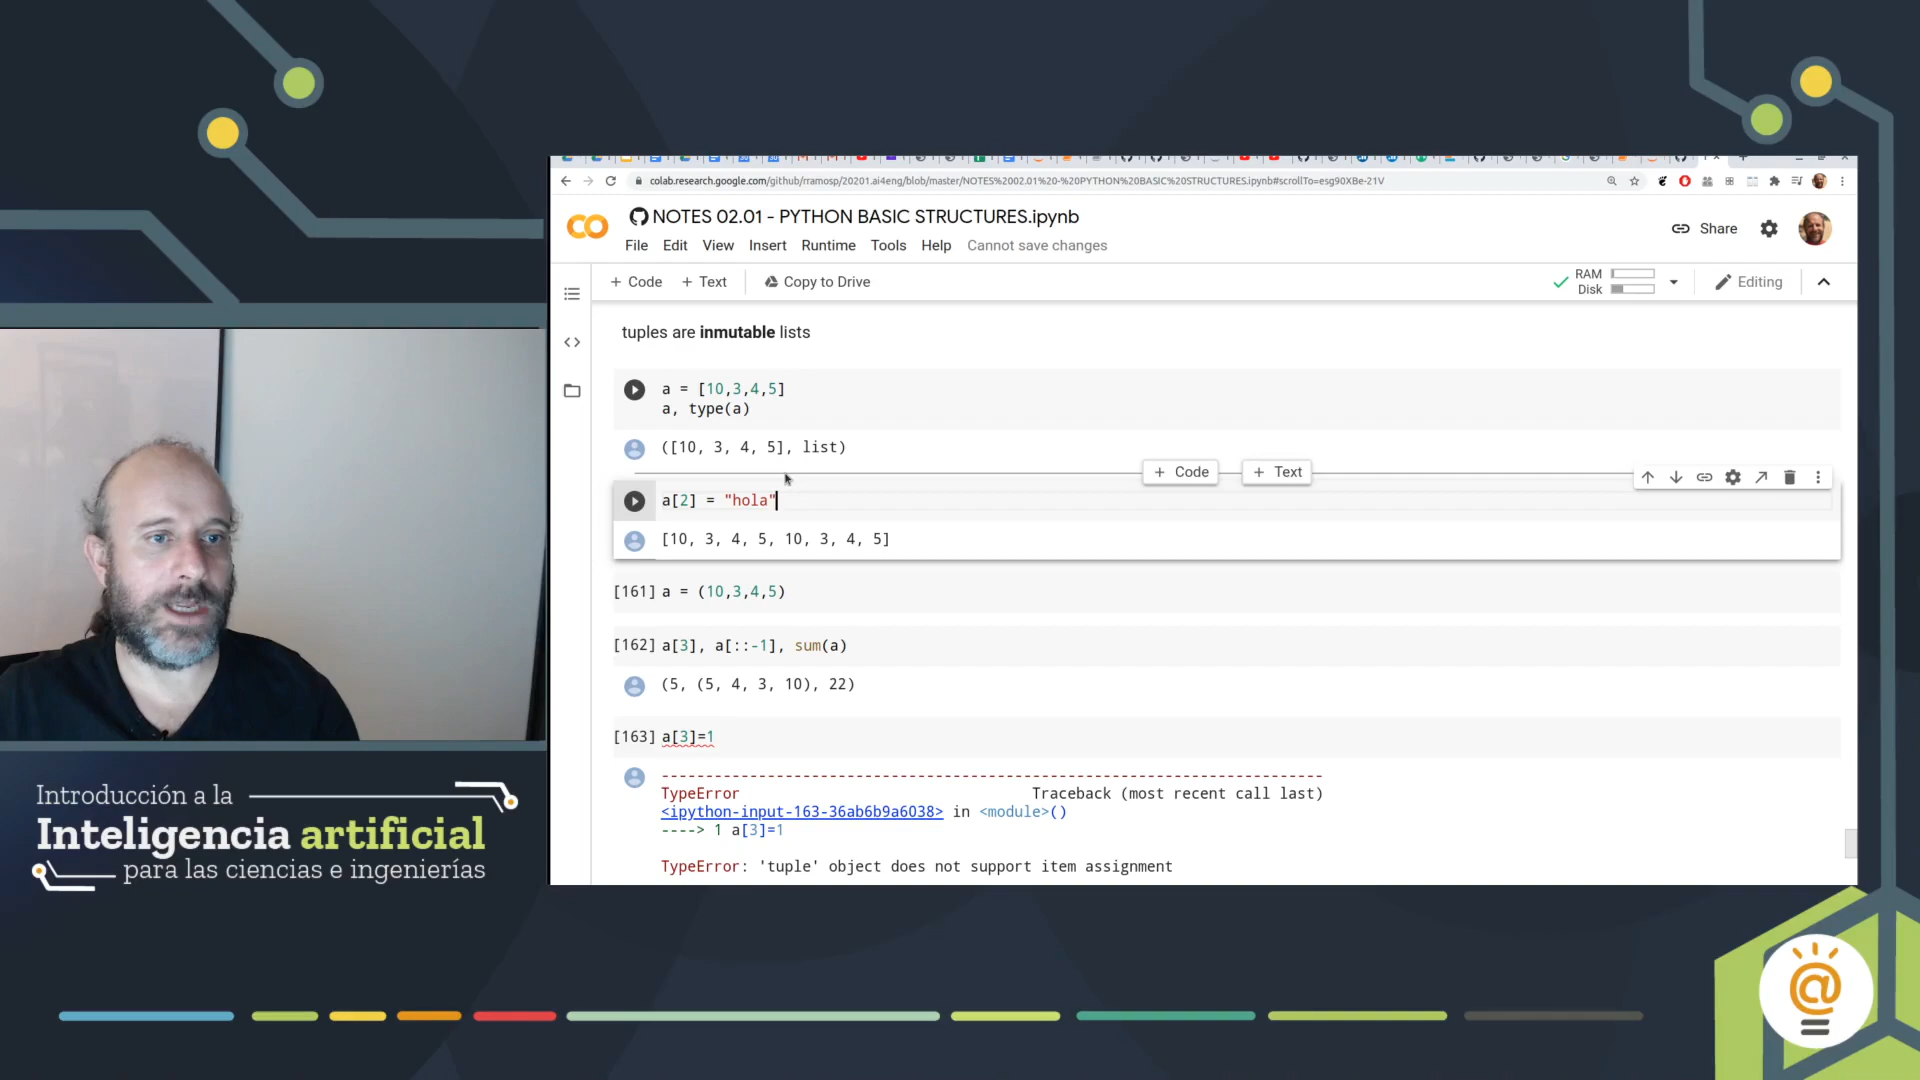 colab.research.google.com/github/rramosp/20201.ai4eng/blob/master/NOTES%2002.01%20-%20PYTHON%20BASIC%20STRUCTURES.ipynb#scrollTo=esg90XBe-21V
NOTES 02.01 - PYTHON BASIC STRUCTURES.ipynb
File Edit View Insert Runtime Tools Help Cannot save changes
Share
+ Code + Text Copy to Drive
RAM
Disk
Editing
tuples are inmutable lists
a = [10,3,4,5]
a, type(a)
([10, 3, 4, 5], list)
+ Code + Text
a[2] = "hola"
[10, 3, 4, 5, 10, 3, 4, 5]
[161] a = (10,3,4,5)
[162] a[3], a[::-1], sum(a)
(5, (5, 4, 3, 10), 22)
[163] a[3]=1
---------------------------------------------------------------------------
TypeError Traceback (most recent call last)
<ipython-input-163-36ab6b9a6038> in <module>()
----> 1 a[3]=1
TypeError: 'tuple' object does not support item assignment
Introducción a la
Inteligencia artificial
para las ciencias e ingenierías